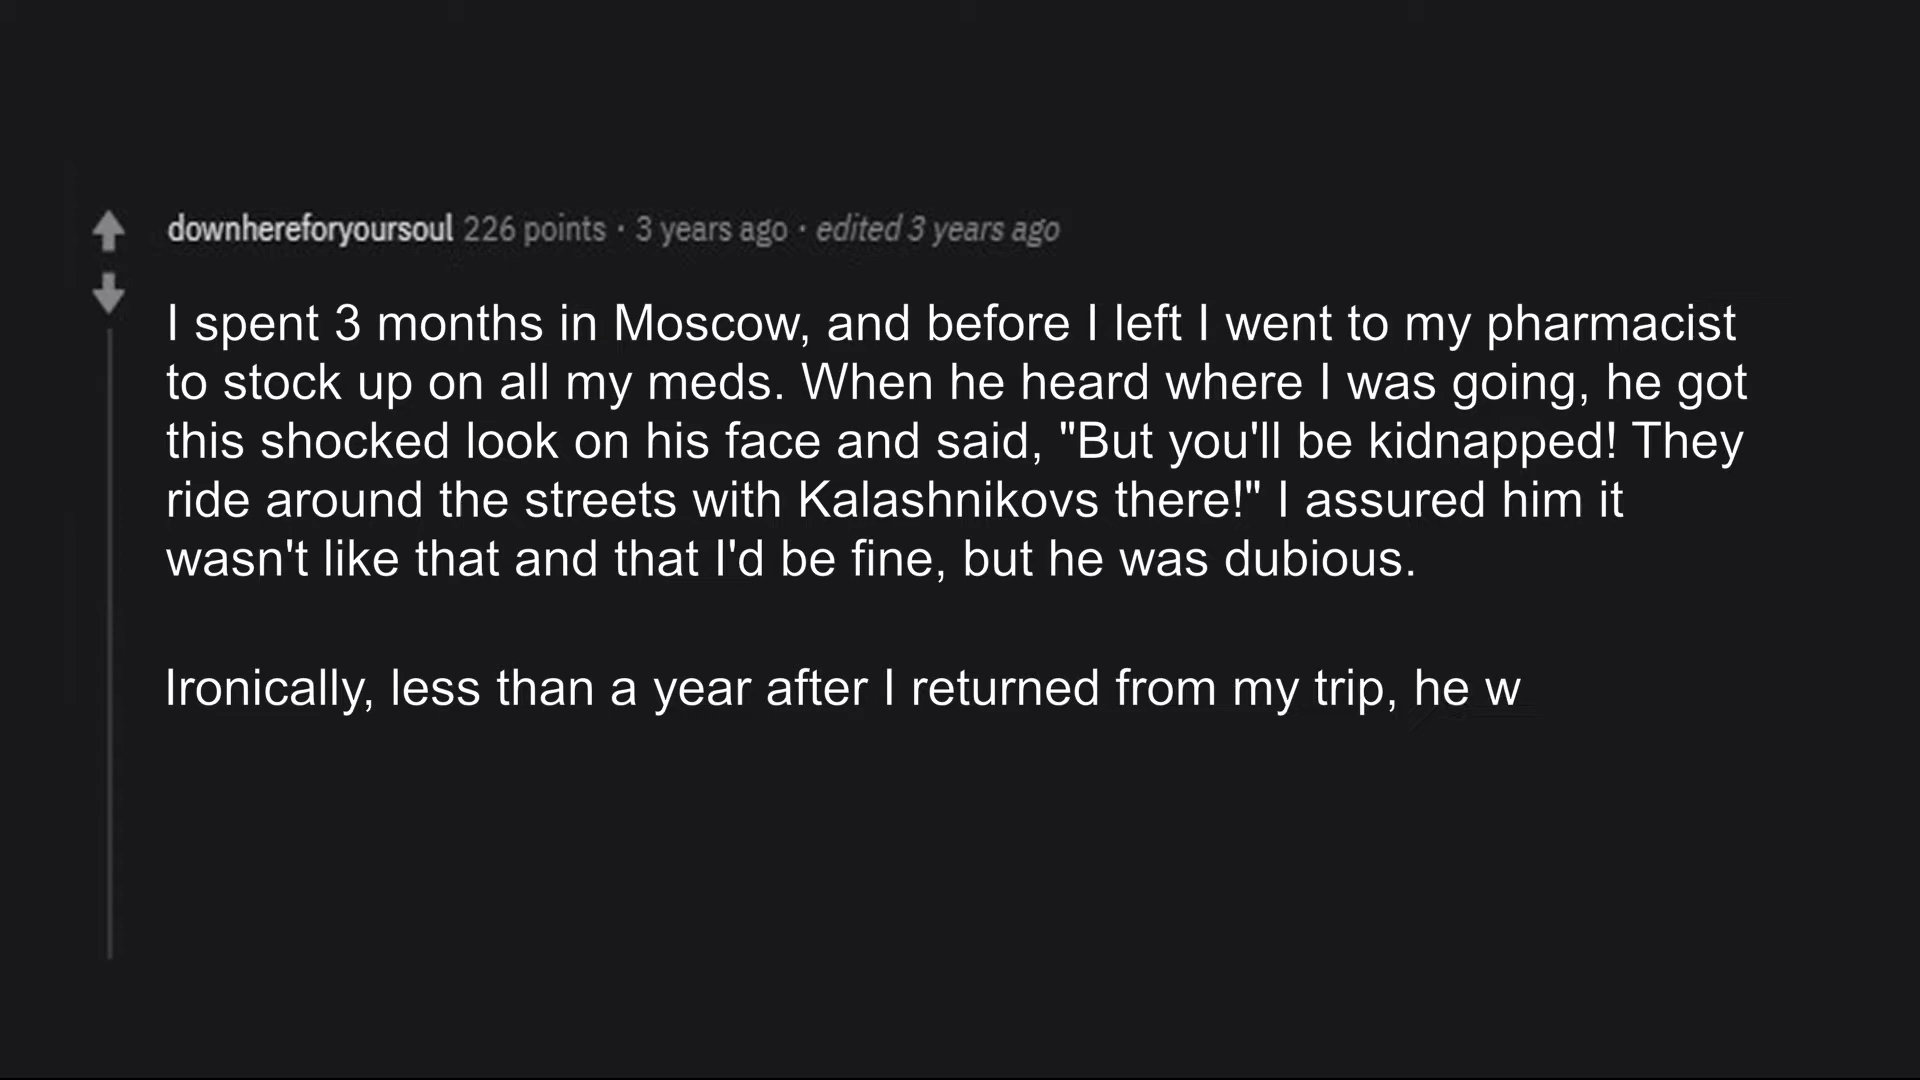 downhereforyoursoul 226 points · 3 years ago · edited 3 years ago
I spent 3 months in Moscow, and before I left I went to my pharmacist
to stock up on all my meds. When he heard where I was going, he got
this shocked look on his face and said, "But you'll be kidnapped! They
ride around the streets with Kalashnikovs there!" I assured him it
wasn't like that and that I'd be fine, but he was dubious.
Ironically, less than a year after I returned from my trip, he w